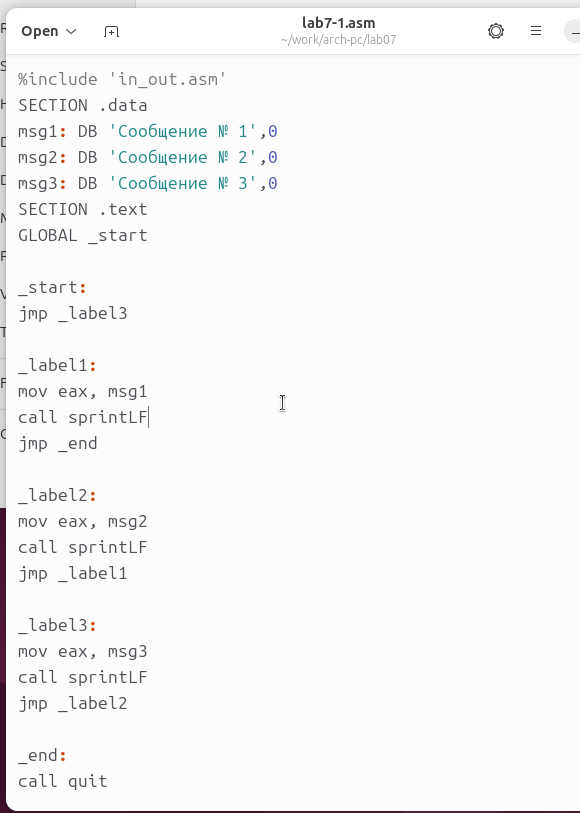 Open
lab7-1.asm
~/work/arch-pc/lab07
%include 'in_out.asm'
SECTION .data
msg1: DB 'Сообщение № 1',0
msg2: DB 'Сообщение № 2',0
msg3: DB 'Сообщение № 3',0
SECTION .text
GLOBAL _start
_start:
jmp _label3
_label1:
mov eax, msg1
call sprintLF
jmp _end
_label2:
mov eax, msg2
call sprintLF
jmp _label1
_label3:
mov eax, msg3
call sprintLF
jmp _label2
_end:
call quit